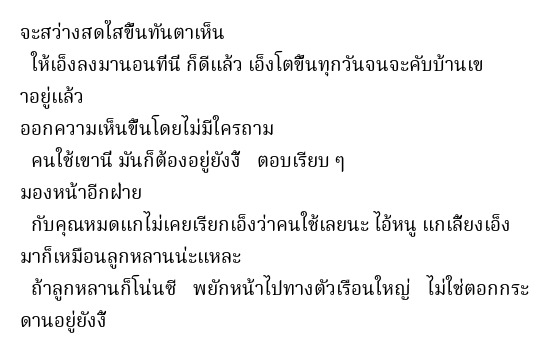 จะสว่างสดใสขึ้นทันตาเห็น
ให้เอ็งลงมานอนที่นี่ ก็ดีแล้ว เอ็งโตขึ้นทุกวันจนจะคับบ้านเข
าอยู่แล้ว
ออกความเห็นขึ้นโดยไม่มีใครถาม
คนใช้เขานี่ มันก็ต้องอยู่ยังงี้ ตอบเรียบ ๆ
มองหน้าอีกฝ่าย
กับคุณหมดแกไม่เคยเรียกเอ็งว่าคนใช้เลยนะ ไอ้หนู แกเลี้ยงเอ็ง
มาก็เหมือนลูกหลานน่ะแหละ
ถ้าลูกหลานก็โน่นซี พยักหน้าไปทางตัวเรือนใหญ่ ไม่ใช่ตอกกระ
ดานอยู่ยังงี้